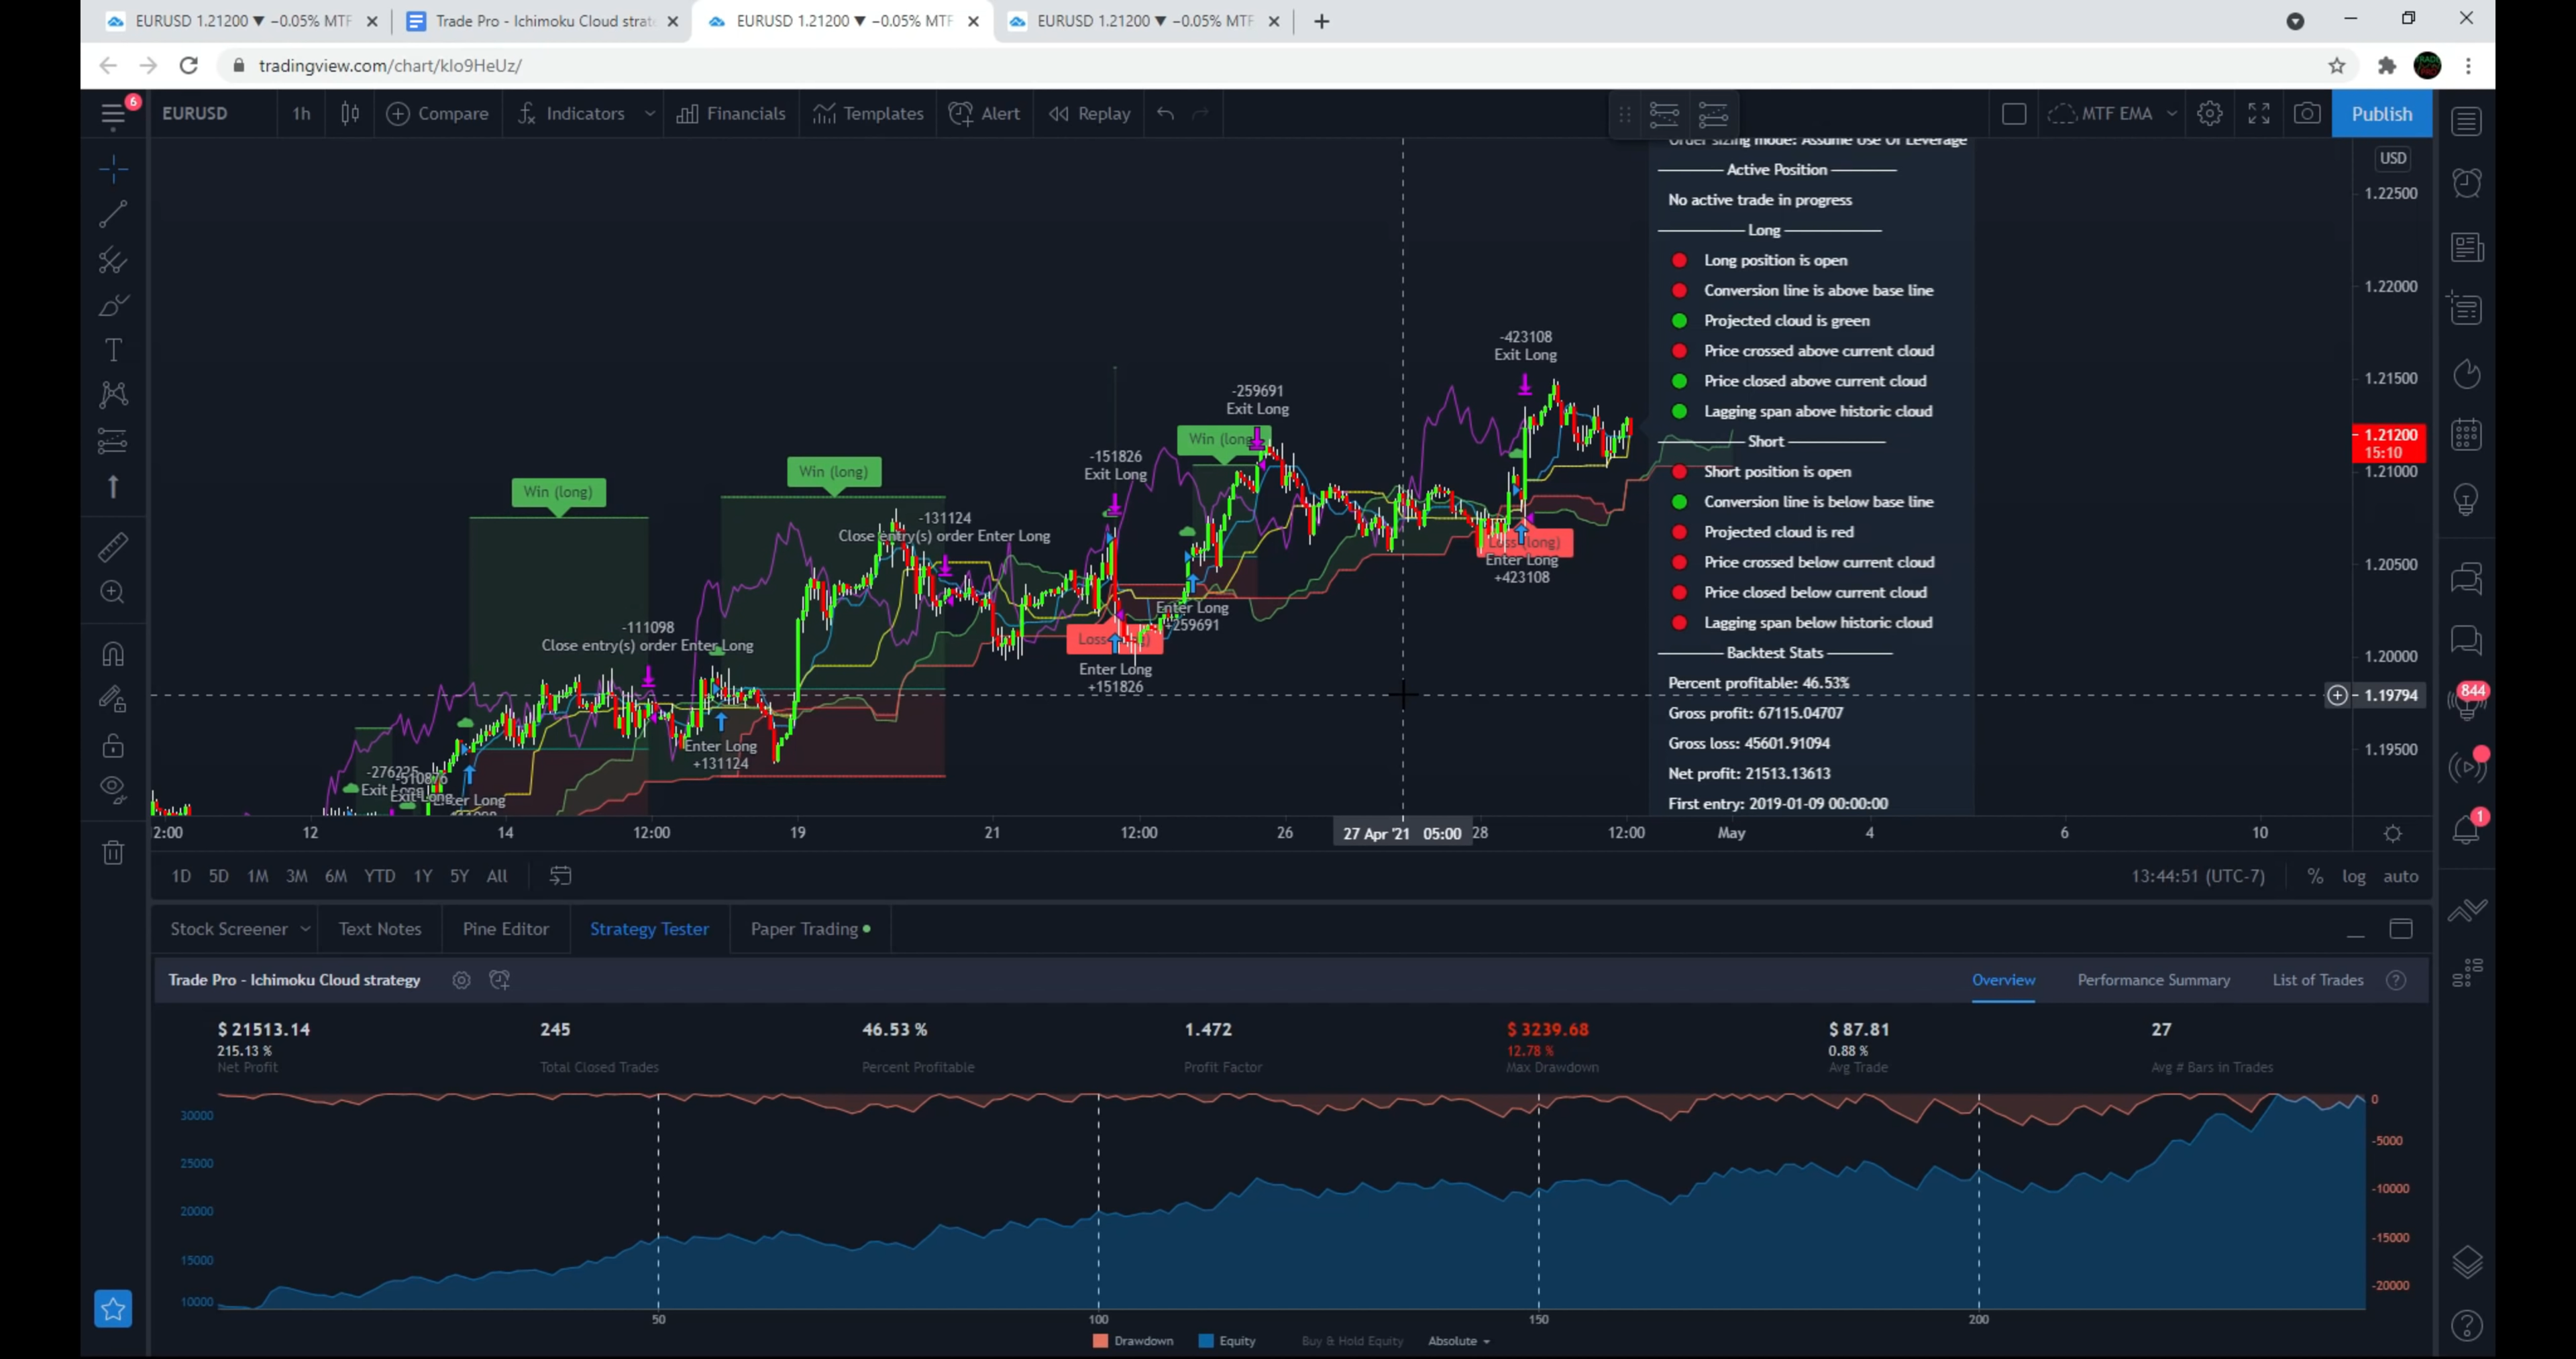 EURUSD 1.21200 ▼ −0.05% MTF
Trade Pro - Ichimoku Cloud strat
EURUSD 1.21200 ▼ −0.05% MTF
EURUSD 1.21200 ▼ −0.05% MTF
tradingview.com/chart/klo9HeUz/
6
EURUSD
1h
Compare
Indicators
Financials
Templates
Alert
Replay
MTF EMA
Publish
Order sizing mode: Assume Use Of Leverage
Active Position
No active trade in progress
Long
Long position is open
Conversion line is above base line
Projected cloud is green
Price crossed above current cloud
Price closed above current cloud
Lagging span above historic cloud
Short
Short position is open
Conversion line is below base line
Projected cloud is red
Price crossed below current cloud
Price closed below current cloud
Lagging span below historic cloud
Backtest Stats
Percent profitable: 46.53%
Gross profit: 67115.04707
Gross loss: 45601.91094
Net profit: 21513.13613
First entry: 2019-01-09 00:00:00
USD
1.22500
1.22000
1.21500
1.21200
15:10
1.21000
1.20500
1.20000
1.19794
1.19500
-423108
Exit Long
-259691
Exit Long
Win (long)
-151826
Exit Long
Win (long)
Win (long)
-131124
Close entry(s) order Enter Long
Enter Long
+423108
Enter Long
+259691
-111098
Close entry(s) order Enter Long
Enter Long
+151826
Enter Long
+131124
-276225
Exit Long
-510876
Exit Long
Enter Long
844
1
2:00
12
14
12:00
19
21
12:00
26
27 Apr '21 05:00
28
12:00
May
4
6
10
1D
5D
1M
3M
6M
YTD
1Y
5Y
All
13:44:51 (UTC-7)
%
log
auto
Stock Screener
Text Notes
Pine Editor
Strategy Tester
Paper Trading
Trade Pro - Ichimoku Cloud strategy
Overview
Performance Summary
List of Trades
$ 21513.14
215.13 %
Net Profit
245
Total Closed Trades
46.53 %
Percent Profitable
1.472
Profit Factor
$ 3239.68
12.78 %
Max Drawdown
$ 87.81
0.88 %
Avg Trade
27
Avg # Bars In Trades
30000
25000
20000
15000
10000
0
-5000
-10000
-15000
-20000
50
100
150
200
Drawdown
Equity
Buy & Hold Equity
Absolute